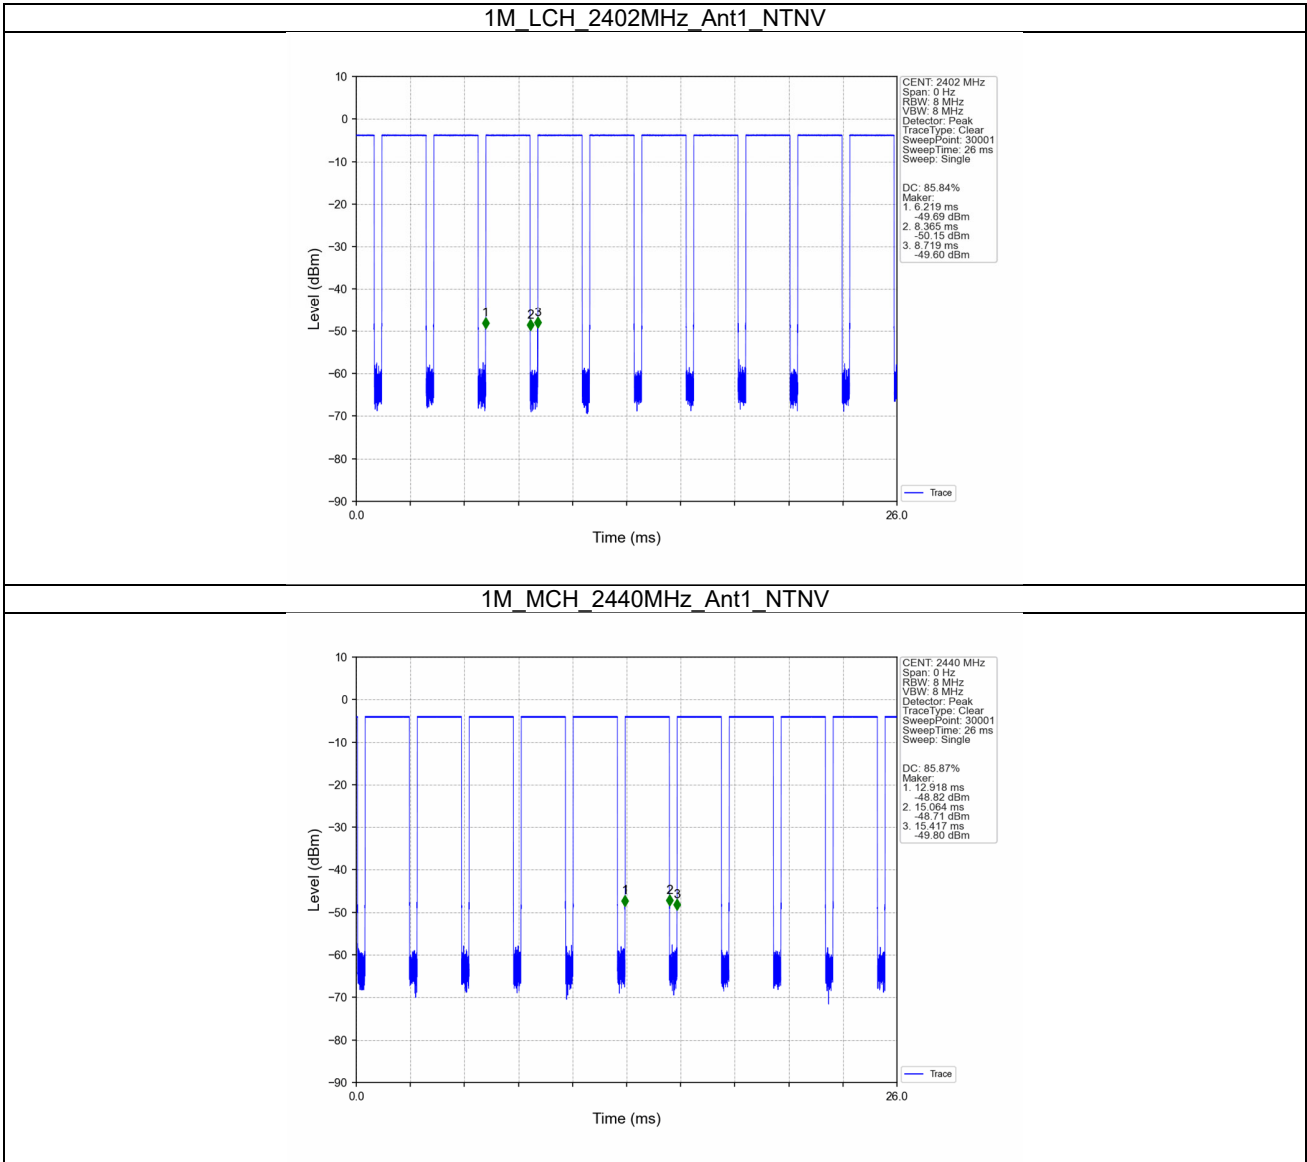 1M_LCH_2402MHz_Ant1_NTNV
10
0
−10
−20
−30
−40
−50
−60
−70
−80
−90
Level (dBm)
0.0
26.0
Time (ms)
1
2
3
CENT: 2402 MHz
Span: 0 Hz
RBW: 8 MHz
VBW: 8 MHz
Detector: Peak
TraceType: Clear
SweepPoint: 30001
SweepTime: 26 ms
Sweep: Single
DC: 85.84%
Maker:
1. 6.219 ms
-49.69 dBm
2. 8.365 ms
-50.15 dBm
3. 8.719 ms
-49.60 dBm
Trace
1M_MCH_2440MHz_Ant1_NTNV
10
0
−10
−20
−30
−40
−50
−60
−70
−80
−90
Level (dBm)
0.0
26.0
Time (ms)
1
2
3
CENT: 2440 MHz
Span: 0 Hz
RBW: 8 MHz
VBW: 8 MHz
Detector: Peak
TraceType: Clear
SweepPoint: 30001
SweepTime: 26 ms
Sweep: Single
DC: 85.87%
Maker:
1. 12.918 ms
-48.82 dBm
2. 15.064 ms
-48.71 dBm
3. 15.417 ms
-49.80 dBm
Trace